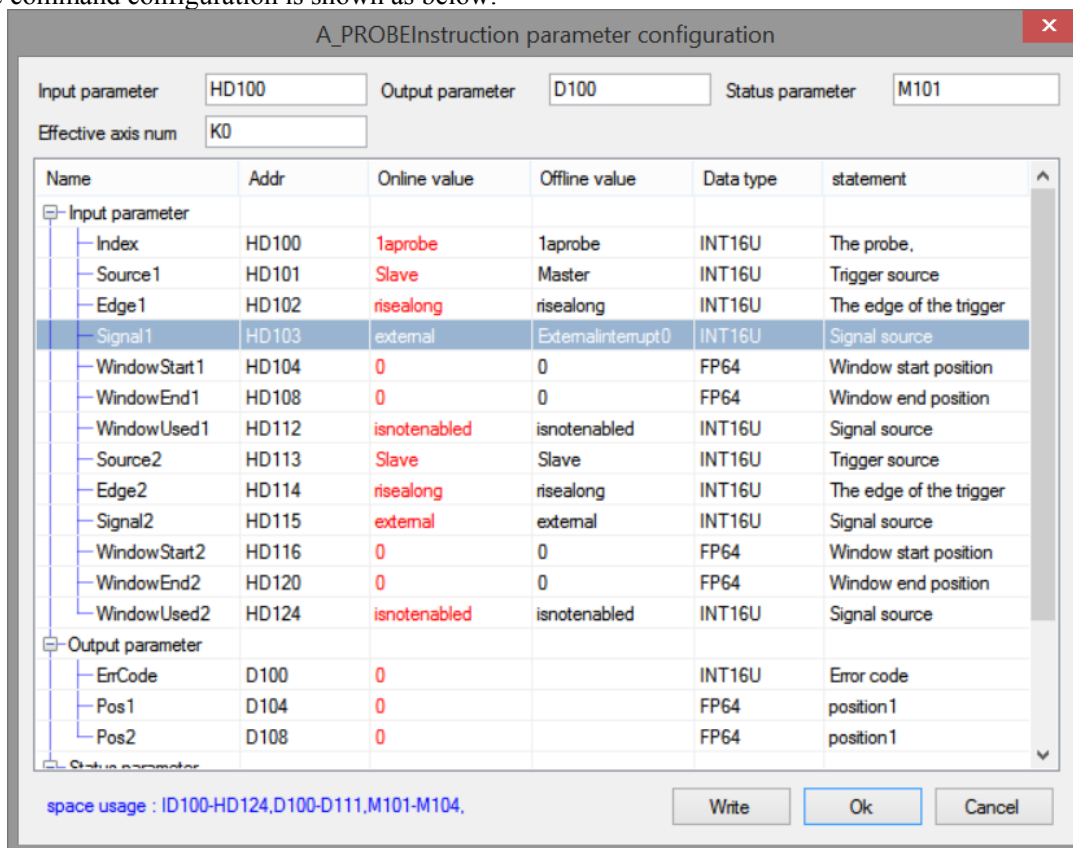 command configuration is shown as below:
A_PROBEInstruction parameter configuration
Input parameter HD100 Output parameter D100 Status parameter M101
Effective axis num K0
Name Addr Online value Offline value Data type statement
Input parameter
Index HD100 1aprobe 1aprobe INT16U The probe,
Source1 HD101 Slave Master INT16U Trigger source
Edge1 HD102 risealong risealong INT16U The edge of the trigger
Signal1 HD103 external Externalinterrupt0 INT16U Signal source
WindowStart1 HD104 0 0 FP64 Window start position
WindowEnd1 HD108 0 0 FP64 Window end position
WindowUsed1 HD112 isnotenabled isnotenabled INT16U Signal source
Source2 HD113 Slave Slave INT16U Trigger source
Edge2 HD114 risealong risealong INT16U The edge of the trigger
Signal2 HD115 external external INT16U Signal source
WindowStart2 HD116 0 0 FP64 Window start position
WindowEnd2 HD120 0 0 FP64 Window end position
WindowUsed2 HD124 isnotenabled isnotenabled INT16U Signal source
Output parameter
ErrCode D100 0 INT16U Error code
Pos1 D104 0 FP64 position1
Pos2 D108 0 FP64 position1
Status parameter
space usage : ID100-HD124,D100-D111,M101-M104,
Write Ok Cancel